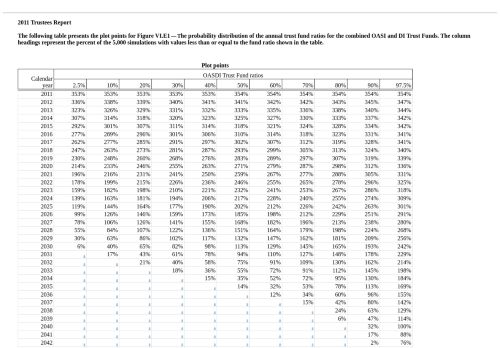 2011 Trustees Report
The following table presents the plot points for Figure VI.E1—The probability distribution of the annual trust fund ratios for the combined OASI and DI Trust Funds. The column
headings represent the percent of the 5,000 simulations with values less than or equal to the fund ratio shown in the table.
Plot points
Calendar year OASDI Trust Fund ratios
2.5% 10% 20% 30% 40% 50% 60% 70% 80% 90% 97.5%
2011 353% 353% 353% 353% 353% 354% 354% 354% 354% 354% 354%
2012 336% 338% 339% 340% 341% 341% 342% 342% 343% 345% 347%
2013 323% 326% 329% 331% 332% 333% 335% 336% 338% 340% 344%
2014 307% 314% 318% 320% 323% 325% 327% 330% 333% 337% 342%
2015 292% 301% 307% 311% 314% 318% 321% 324% 328% 334% 342%
2016 277% 289% 296% 301% 306% 310% 314% 318% 323% 331% 341%
2017 262% 277% 285% 291% 297% 302% 307% 312% 319% 328% 341%
2018 247% 263% 273% 281% 287% 293% 299% 305% 313% 324% 340%
2019 230% 248% 260% 268% 276% 283% 289% 297% 307% 319% 339%
2020 214% 233% 246% 255% 263% 271% 279% 287% 298% 312% 336%
2021 196% 216% 231% 241% 250% 259% 267% 277% 288% 305% 331%
2022 178% 199% 215% 226% 236% 246% 255% 265% 278% 296% 325%
2023 159% 182% 198% 210% 221% 232% 241% 253% 267% 286% 318%
2024 139% 163% 181% 194% 206% 217% 228% 240% 255% 274% 309%
2025 119% 144% 164% 177% 190% 202% 212% 226% 242% 263% 301%
2026 99% 126% 146% 159% 173% 185% 198% 212% 229% 251% 291%
2027 78% 106% 126% 141% 155% 168% 182% 196% 213% 238% 280%
2028 55% 84% 107% 122% 136% 151% 164% 179% 198% 224% 268%
2029 30% 63% 86% 102% 117% 132% 147% 162% 181% 209% 256%
2030 6% 40% 65% 82% 98% 113% 129% 145% 165% 193% 242%
2031 17% 43% 61% 78% 94% 110% 127% 148% 178% 229%
2032 21% 40% 58% 75% 91% 109% 130% 162% 214%
2033 18% 36% 55% 72% 91% 112% 145% 198%
2034 15% 35% 52% 72% 95% 130% 184%
2035 14% 32% 53% 78% 113% 169%
2036 12% 34% 60% 96% 155%
2037 15% 42% 80% 142%
2038 24% 63% 129%
2039 6% 47% 114%
2040 32% 100%
2041 17% 88%
2042 2% 76%